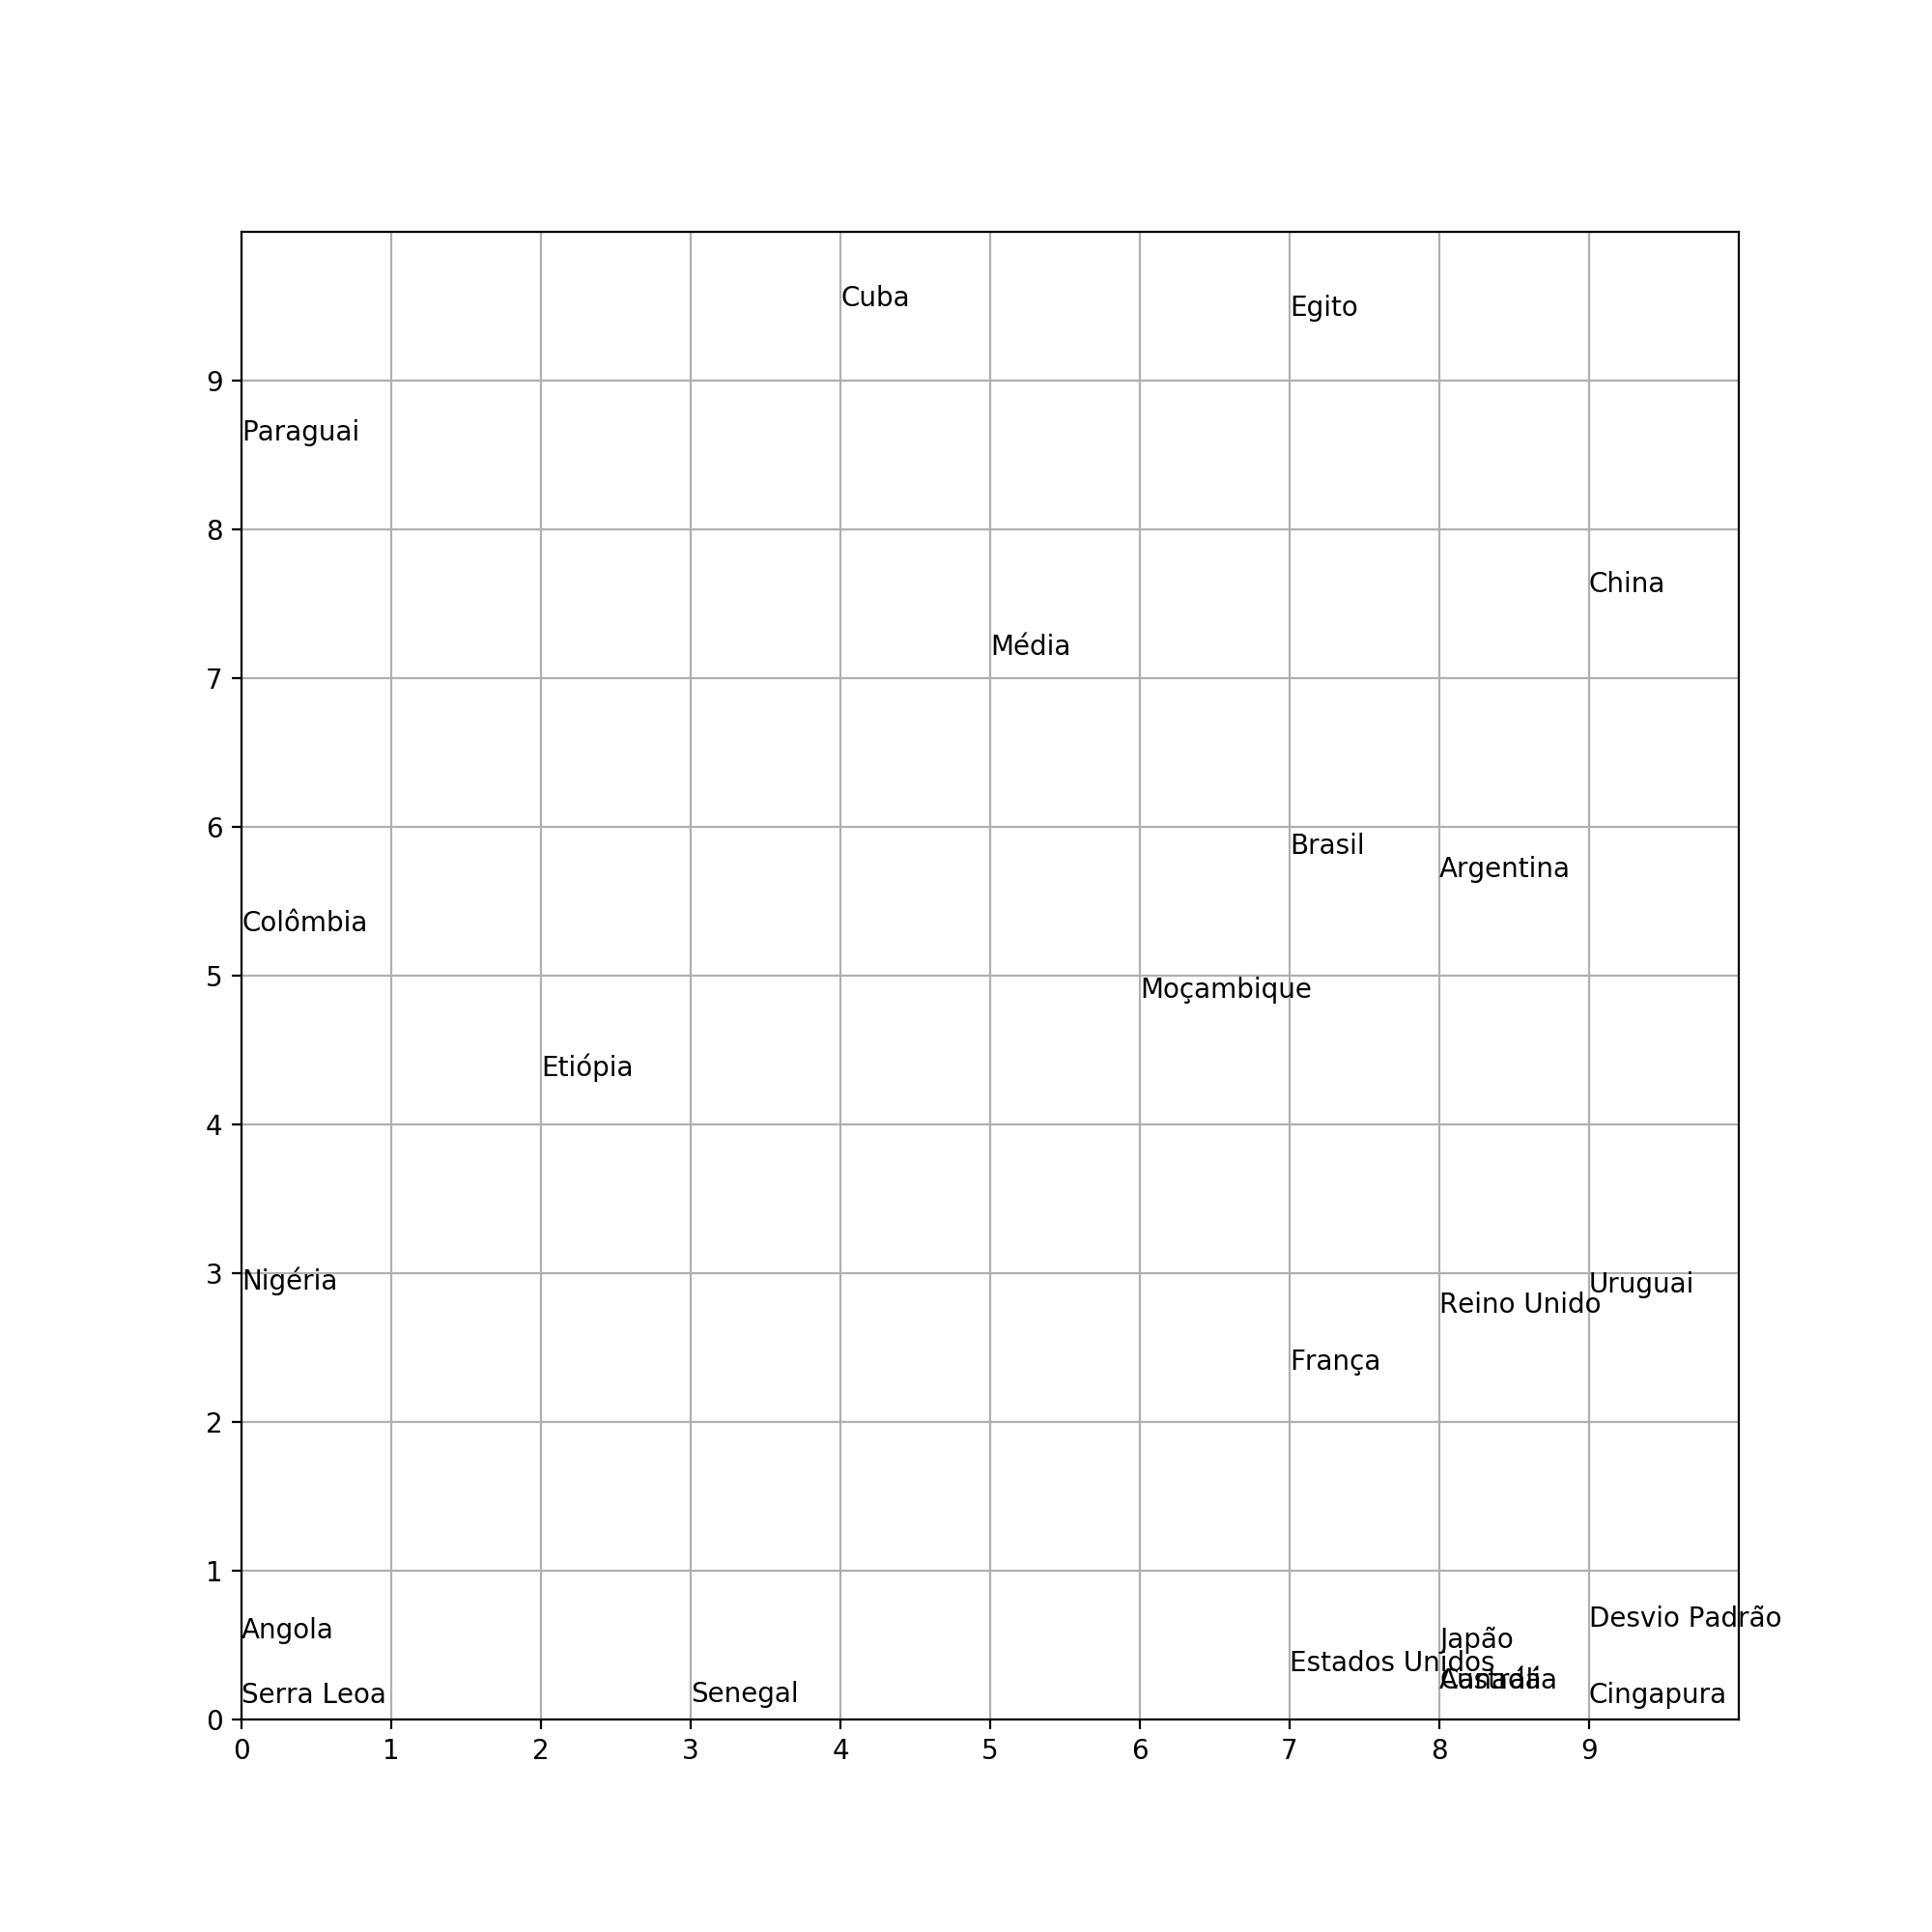 Cuba
Egito
9
Paraguai
8
China
Média
7
6
Brasil
Argentina
Colômbia
5
Moçambique
Etiópia
4
3
Nigéria
Uruguai
Reino Unido
França
2
1
Desvio Padrão
Angola
Japão
Estados Unidos
Canadá
Austrália
Serra Leoa
Senegal
Cingapura
0
0 1 2 3 4 5 6 7 8 9